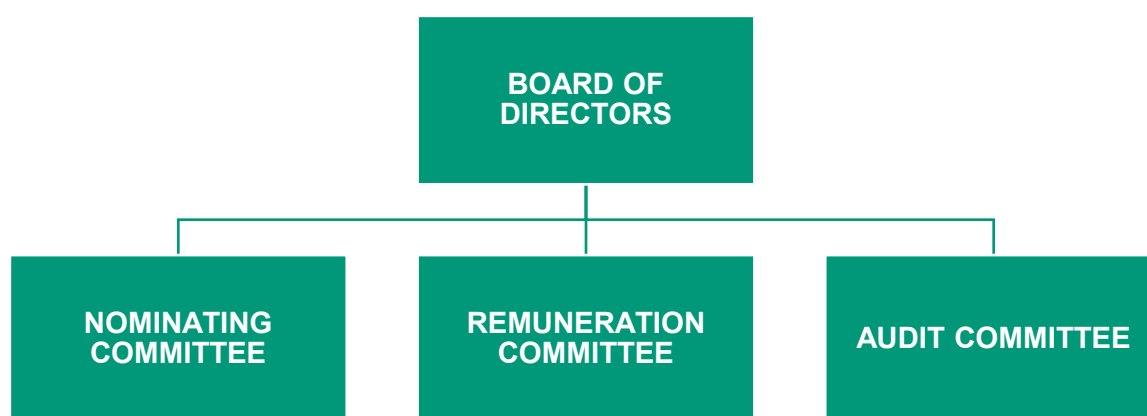 BOARD OF
DIRECTORS
NOMINATING
COMMITTEE
REMUNERATION
COMMITTEE
AUDIT COMMITTEE